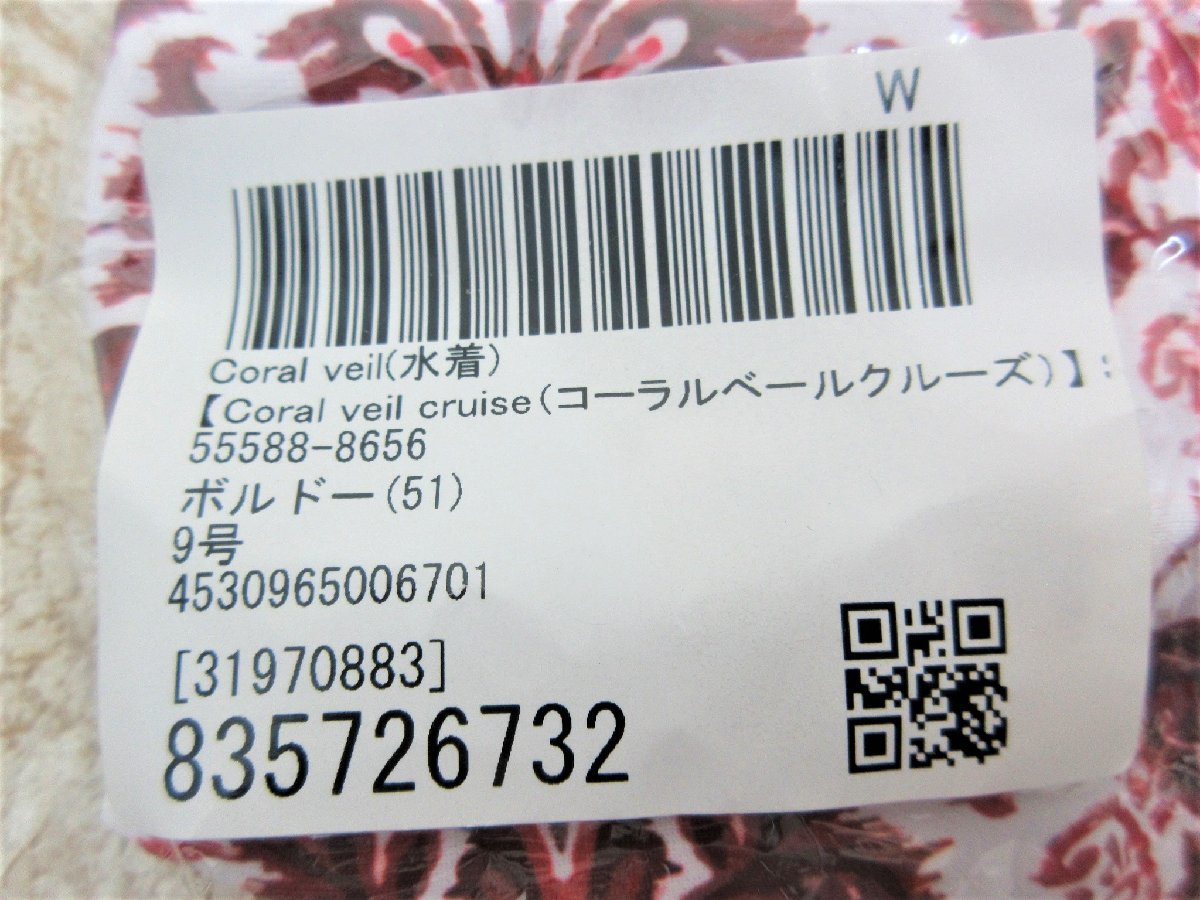 W
Coral veil(水着)
【Coral veil cruise(コーラルベールクルーズ)】:
55588-8656
ボルドー(51)
9号
4530965006701
[31970883]
835726732